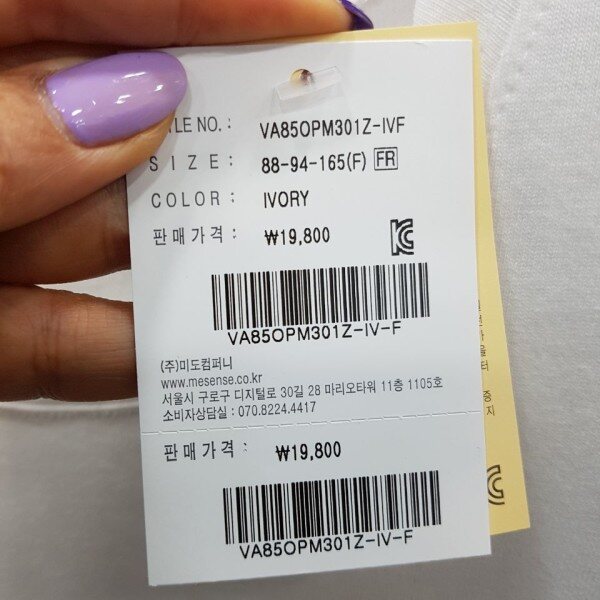 YLE NO. : VA85OPM301Z-IVF
SIZE : 88-94-165(F) FR
COLOR : IVORY
판매가격 : ₩19,800
VA85OPM301Z-IV-F
(주)미도컴퍼니
www.mesense.co.kr
서울시 구로구 디지털로 30길 28 마리오타워 11층 1105호
소비자상담실 : 070.8224.4417
판매가격 : ₩19,800
VA85OPM301Z-IV-F